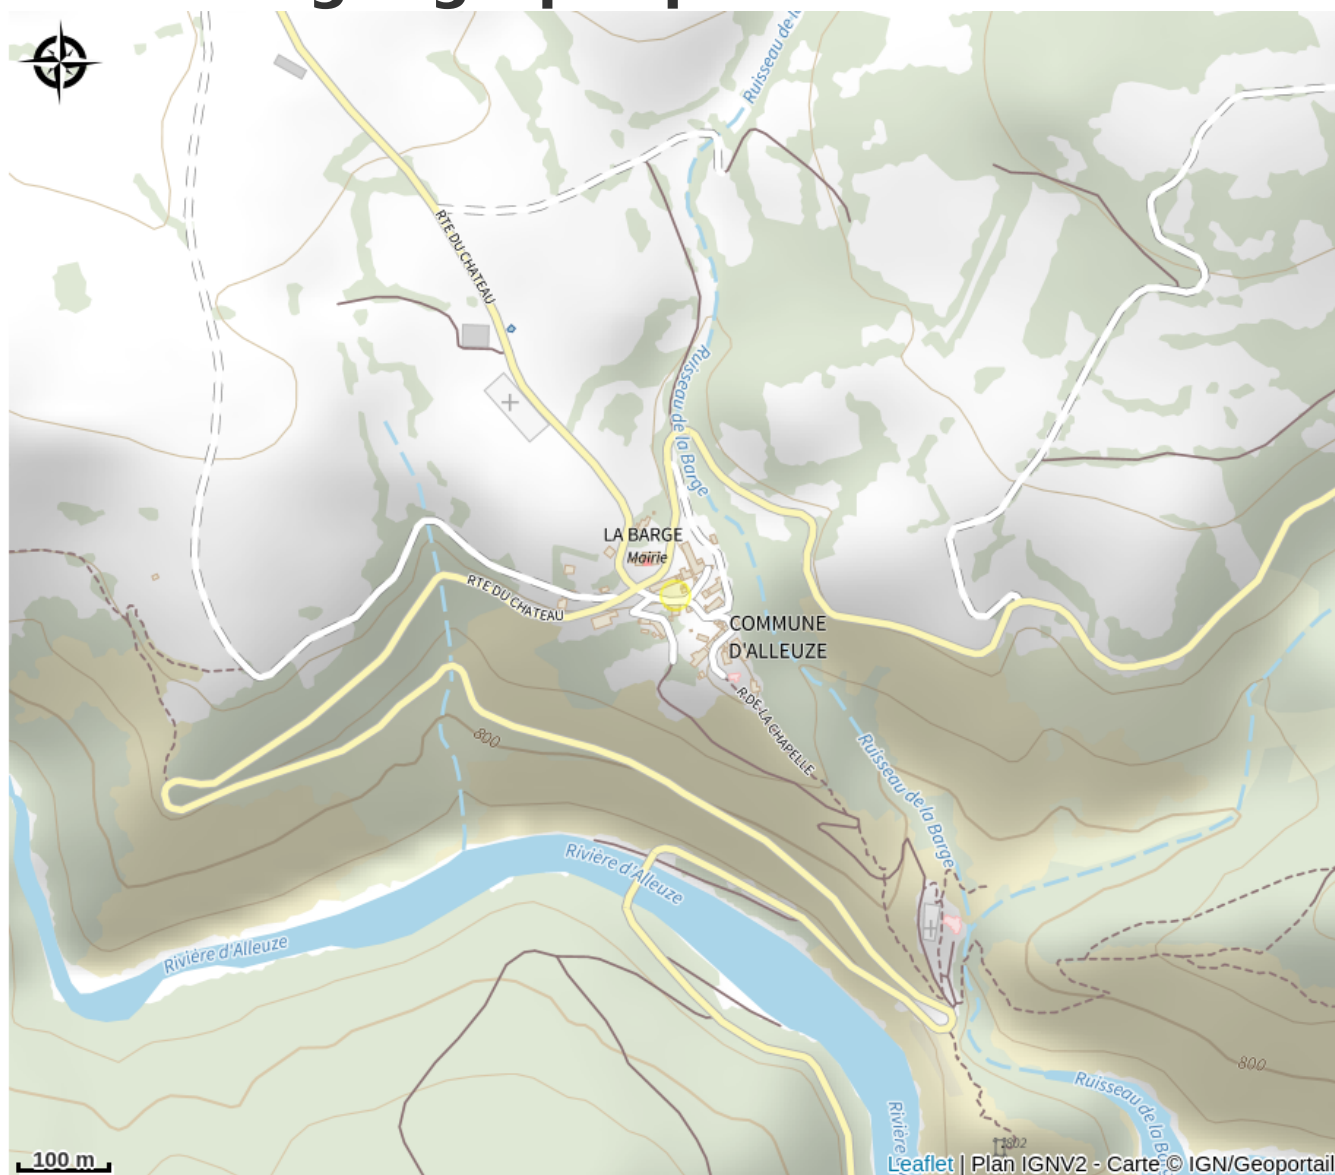 Ruisseau de la
RTE DU CHATEAU
Ruisseau de la Barge
LA BARGE
Mairie
RTE DU CHATEAU
COMMUNE
D'ALLEUZE
R DE LA CHAPELLE
800
Ruisseau de la Barge
Rivière d'Alleuze
Rivière d'Alleuze
800
Ruisseau de la B
Rivière
802
100 m
Leaflet | Plan IGNV2 - Carte © IGN/Geoportail